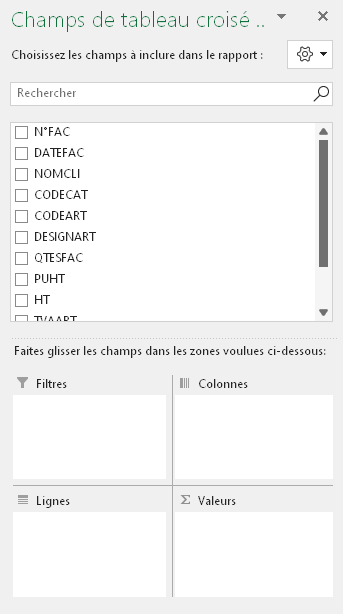 Champs de tableau croisé ..
Choisissez les champs à inclure dans le rapport :
Rechercher
N°FAC
DATEFAC
NOMCLI
CODECAT
CODEART
DESIGNART
QTESFAC
PUHT
HT
TVAART
Faites glisser les champs dans les zones voulues ci-dessous:
Filtres
Colonnes
Lignes
Σ Valeurs